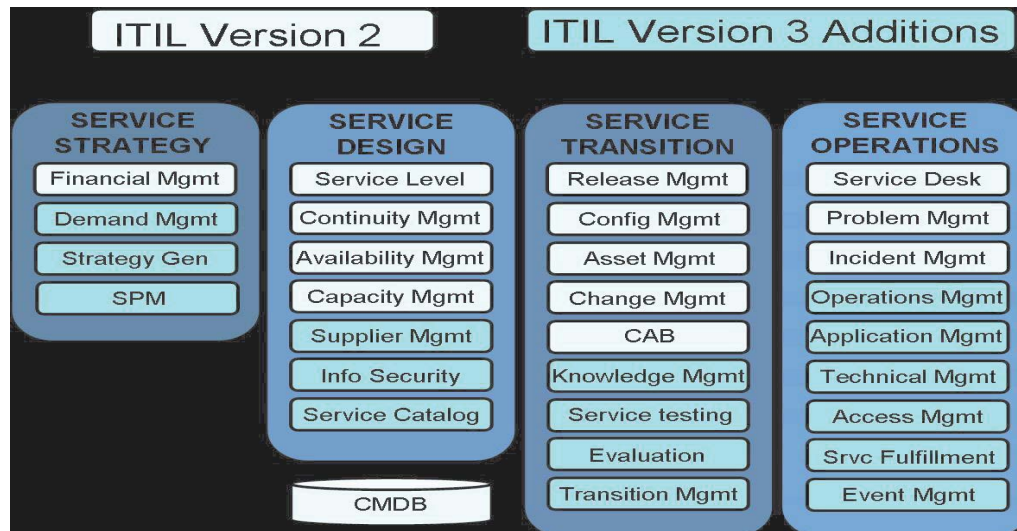 ITIL Version 2
ITIL Version 3 Additions
SERVICE
STRATEGY
Financial Mgmt
Demand Mgmt
Strategy Gen
SPM
SERVICE
DESIGN
Service Level
Continuity Mgmt
Availability Mgmt
Capacity Mgmt
Supplier Mgmt
Info Security
Service Catalog
CMDB
SERVICE
TRANSITION
Release Mgmt
Config Mgmt
Asset Mgmt
Change Mgmt
CAB
Knowledge Mgmt
Service testing
Evaluation
Transition Mgmt
SERVICE
OPERATIONS
Service Desk
Problem Mgmt
Incident Mgmt
Operations Mgmt
Application Mgmt
Technical Mgmt
Access Mgmt
Srvc Fulfillment
Event Mgmt